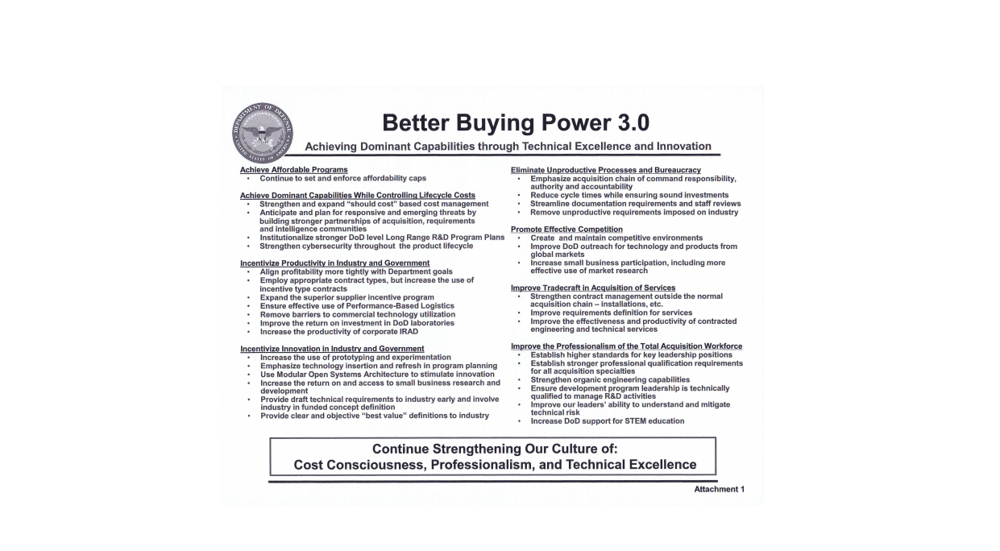 DEPARTMENT OF DEFENSE
UNITED STATES OF AMERICA
Better Buying Power 3.0
Achieving Dominant Capabilities through Technical Excellence and Innovation
Achieve Affordable Programs
• Continue to set and enforce affordability caps
Achieve Dominant Capabilities While Controlling Lifecycle Costs
• Strengthen and expand “should cost” based cost management
• Anticipate and plan for responsive and emerging threats by
building stronger partnerships of acquisition, requirements
and intelligence communities
• Institutionalize stronger DoD level Long Range R&D Program Plans
• Strengthen cybersecurity throughout the product lifecycle
Incentivize Productivity in Industry and Government
• Align profitability more tightly with Department goals
• Employ appropriate contract types, but increase the use of
incentive type contracts
• Expand the superior supplier incentive program
• Ensure effective use of Performance-Based Logistics
• Remove barriers to commercial technology utilization
• Improve the return on investment in DoD laboratories
• Increase the productivity of corporate IRAD
Incentivize Innovation in Industry and Government
• Increase the use of prototyping and experimentation
• Emphasize technology insertion and refresh in program planning
• Use Modular Open Systems Architecture to stimulate innovation
• Increase the return on and access to small business research and
development
• Provide draft technical requirements to industry early and involve
industry in funded concept definition
• Provide clear and objective “best value” definitions to industry
Eliminate Unproductive Processes and Bureaucracy
• Emphasize acquisition chain of command responsibility,
authority and accountability
• Reduce cycle times while ensuring sound investments
• Streamline documentation requirements and staff reviews
• Remove unproductive requirements imposed on industry
Promote Effective Competition
• Create and maintain competitive environments
• Improve DoD outreach for technology and products from
global markets
• Increase small business participation, including more
effective use of market research
Improve Tradecraft in Acquisition of Services
• Strengthen contract management outside the normal
acquisition chain – installations, etc.
• Improve requirements definition for services
• Improve the effectiveness and productivity of contracted
engineering and technical services
Improve the Professionalism of the Total Acquisition Workforce
• Establish higher standards for key leadership positions
• Establish stronger professional qualification requirements
for all acquisition specialties
• Strengthen organic engineering capabilities
• Ensure development program leadership is technically
qualified to manage R&D activities
• Improve our leaders’ ability to understand and mitigate
technical risk
• Increase DoD support for STEM education
Continue Strengthening Our Culture of:
Cost Consciousness, Professionalism, and Technical Excellence
Attachment 1